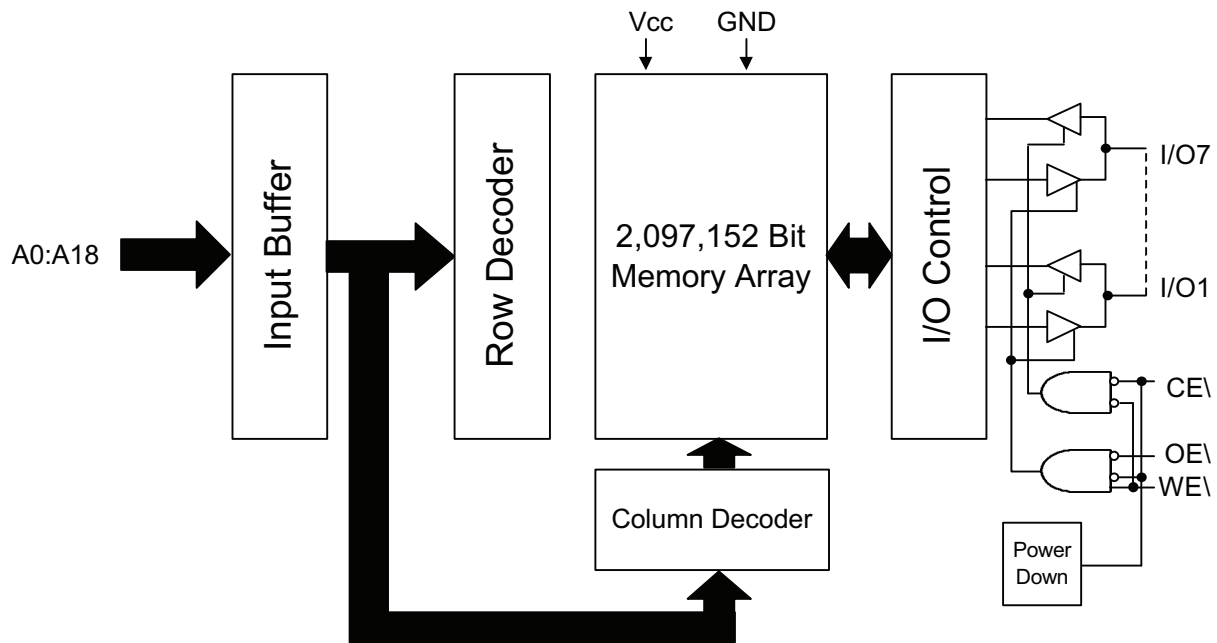 Vcc
GND
A0:A18
Input Buffer
Row Decoder
2,097,152 Bit
Memory Array
I/O Control
I/O7
I/O1
CE\
OE\
WE\
Column Decoder
Power
Down